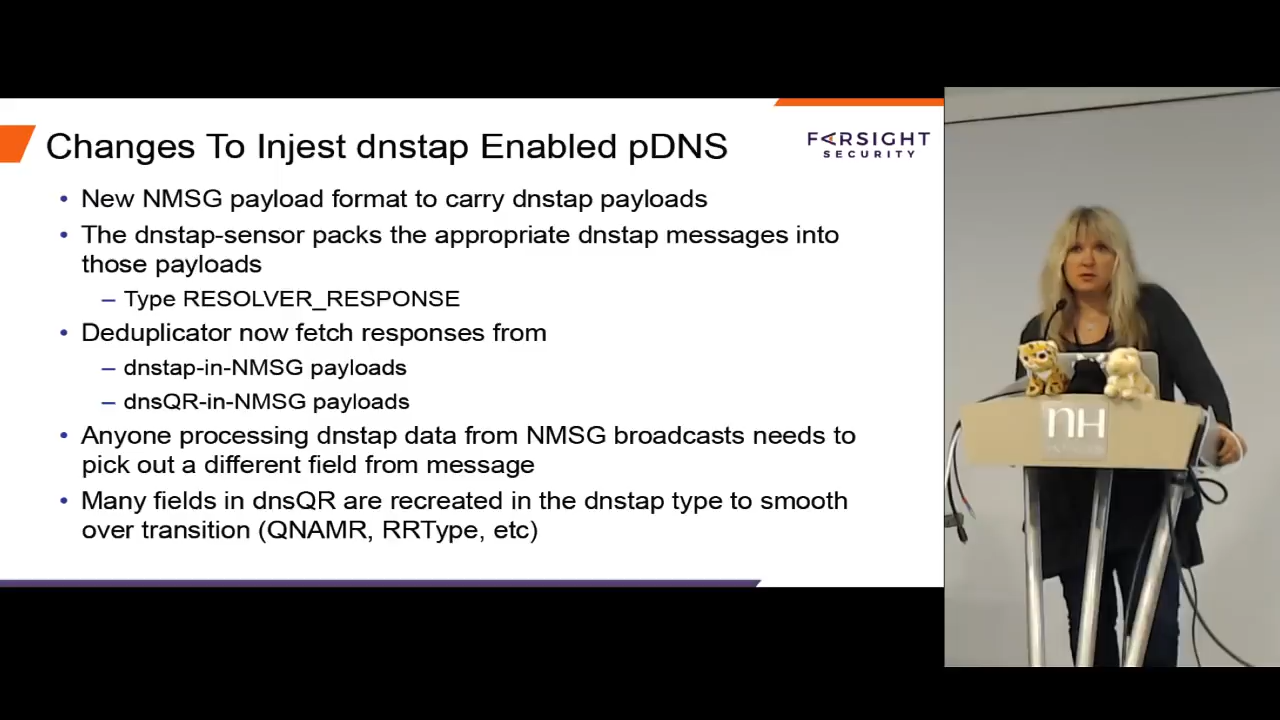 Changes To Injest dnstap Enabled pDNS
FARSIGHT
SECURITY
• New NMSG payload format to carry dnstap payloads
• The dnstap-sensor packs the appropriate dnstap messages into
those payloads
– Type RESOLVER_RESPONSE
• Deduplicator now fetch responses from
– dnstap-in-NMSG payloads
– dnsQR-in-NMSG payloads
• Anyone processing dnstap data from NMSG broadcasts needs to
pick out a different field from message
• Many fields in dnsQR are recreated in the dnstap type to smooth
over transition (QNAMR, RRType, etc)
nH